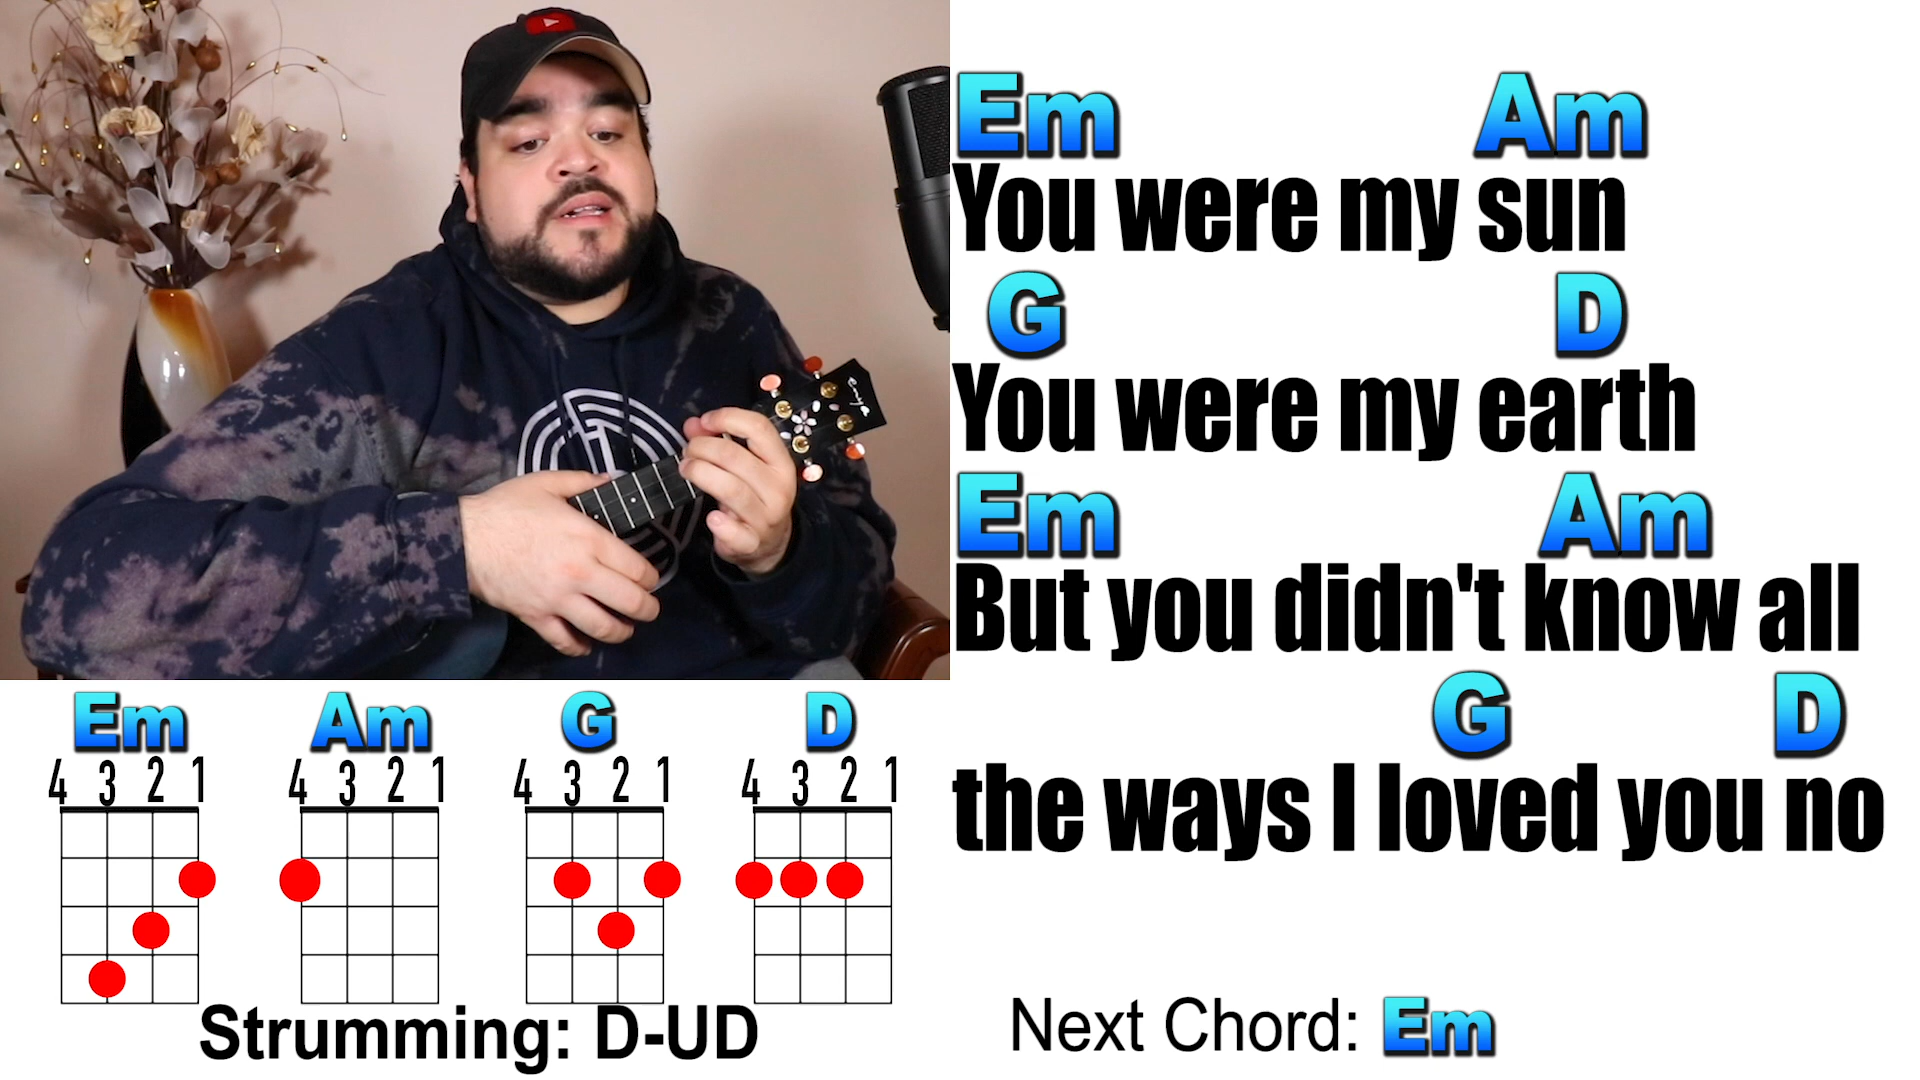 Em Am
You were my sun
G D
You were my earth
Em Am
But you didn't know all
G D
the ways I loved you no
Em Am G D
4 3 2 1 4 3 2 1 4 3 2 1 4 3 2 1
Strumming: D-UD
Next Chord: Em